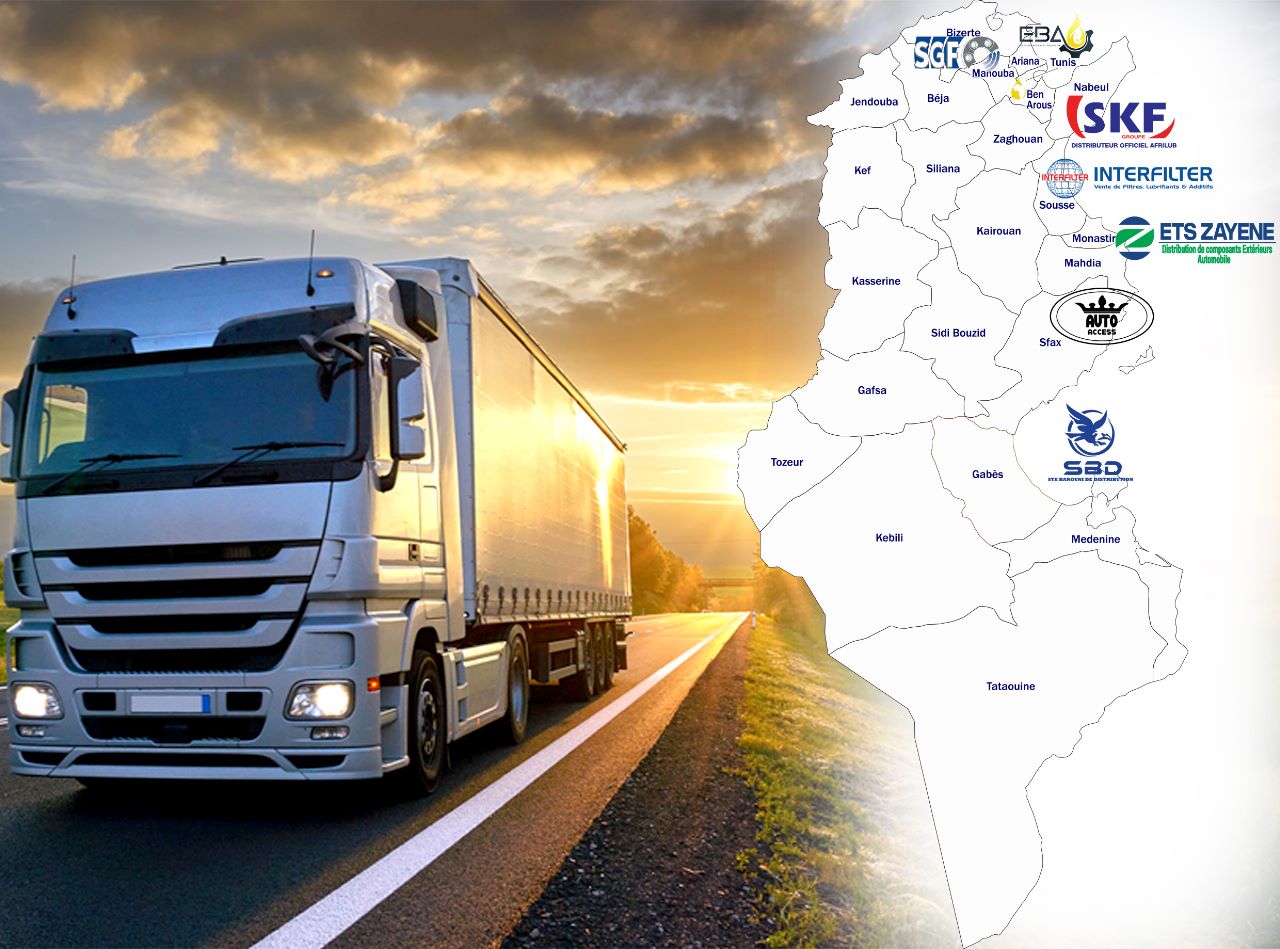 Bizerte
EBA
SGF
Ariana
Tunis
Manouba
Nabeul
Jendouba
Béja
Ben
Arous
SKF
GROUPE
DISTRIBUTEUR OFFICIEL AFRILUB
Zaghouan
Kef
Siliana
INTERFILTER
INTERFILTER
Vente de Filtres, Lubrifiants & Additifs
Sousse
Kairouan
Monastir
ETS ZAYENE
Distribution de composants Extérieurs
Automobile
Mahdia
Kasserine
AUTO
ACCESS
Sidi Bouzid
Sfax
Gafsa
Tozeur
Gabès
SBD
STE BAROUNI DE DISTRIBUTION
Kebili
Medenine
Tataouine